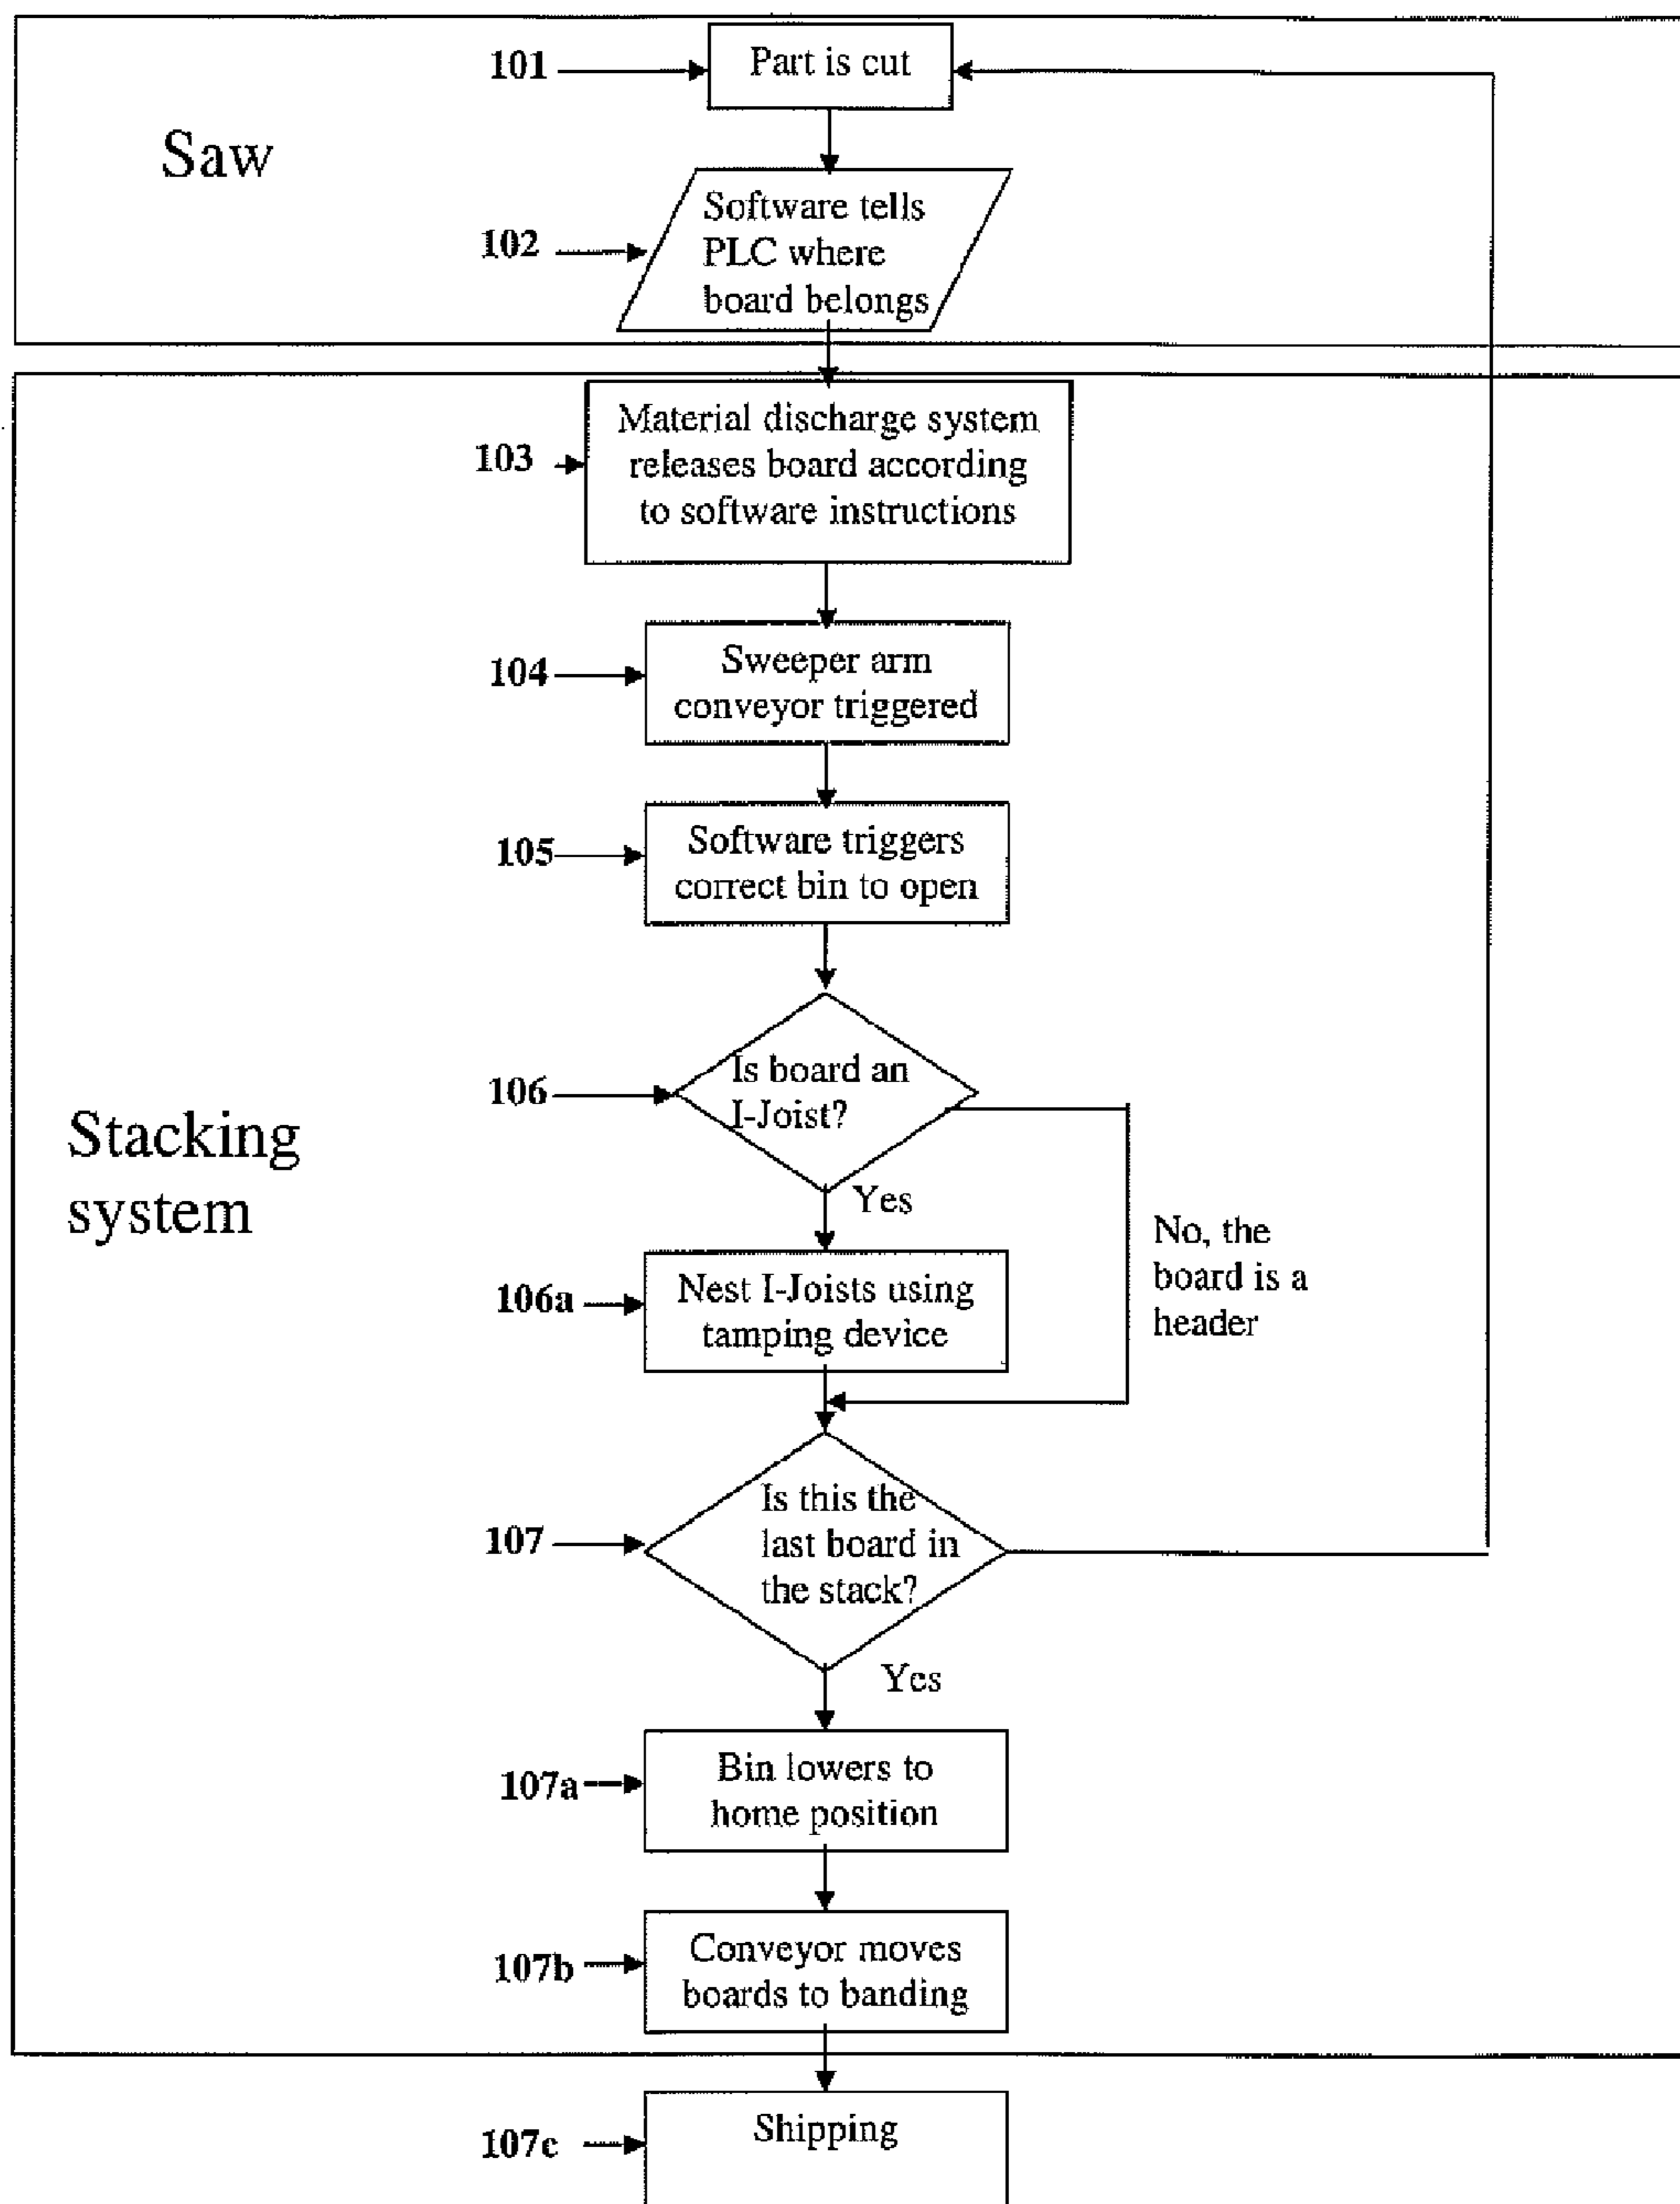 101
Part is cut
Saw
102
Software tells
PLC where
board belongs
103
Material discharge system
releases board according
to software instructions
104
Sweeper arm
conveyor triggered
105
Software triggers
correct bin to open
106
Is board an
I-Joist?
Stacking
system
Yes
No, the
board is a
header
106a
Nest I-Joists using
tamping device
107
Is this the
last board in
the stack?
Yes
107a
Bin lowers to
home position
107b
Conveyor moves
boards to banding
107c
Shipping